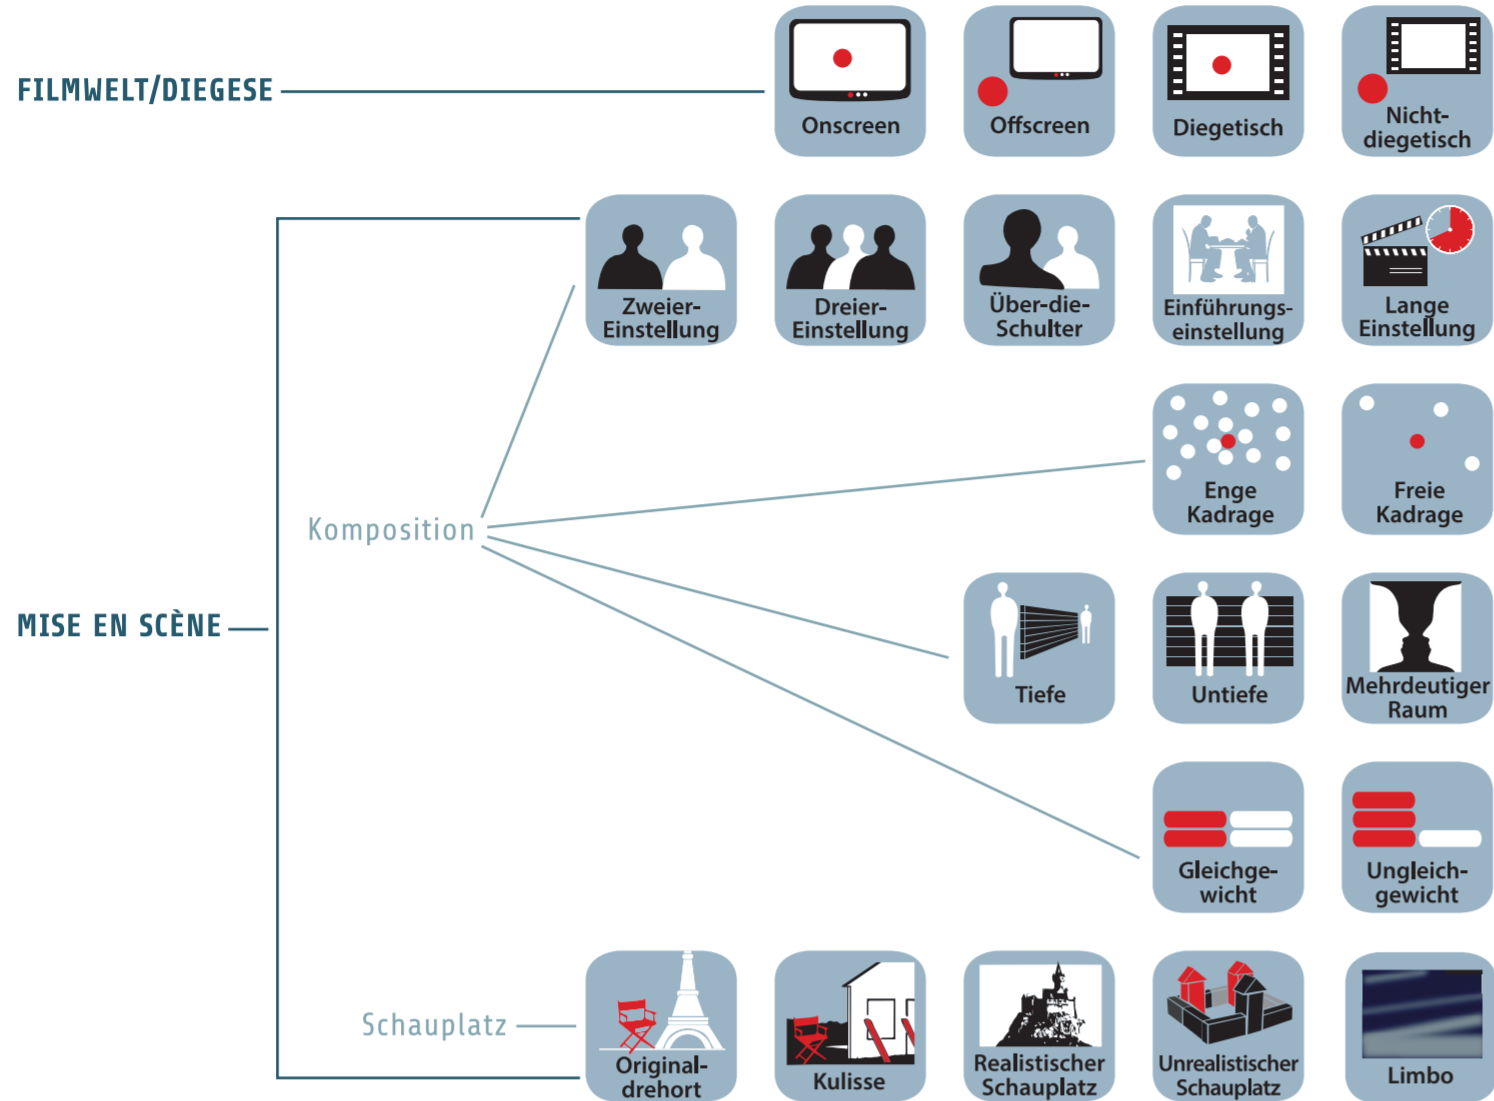 FILMWELT/DIEGESE
Onscreen
Offscreen
Diegetisch
Nicht-
diegetisch
MISE EN SCÈNE
Komposition
Zweier-
Einstellung
Dreier-
Einstellung
Über-die-
Schulter
Einführungs-
einstellung
Lange
Einstellung
Enge
Kadrage
Freie
Kadrage
Tiefe
Untiefe
Mehrdeutiger
Raum
Gleichge-
wicht
Ungleich-
gewicht
Schauplatz
Original-
drehort
Kulisse
Realistischer
Schauplatz
Unrealistischer
Schauplatz
Limbo